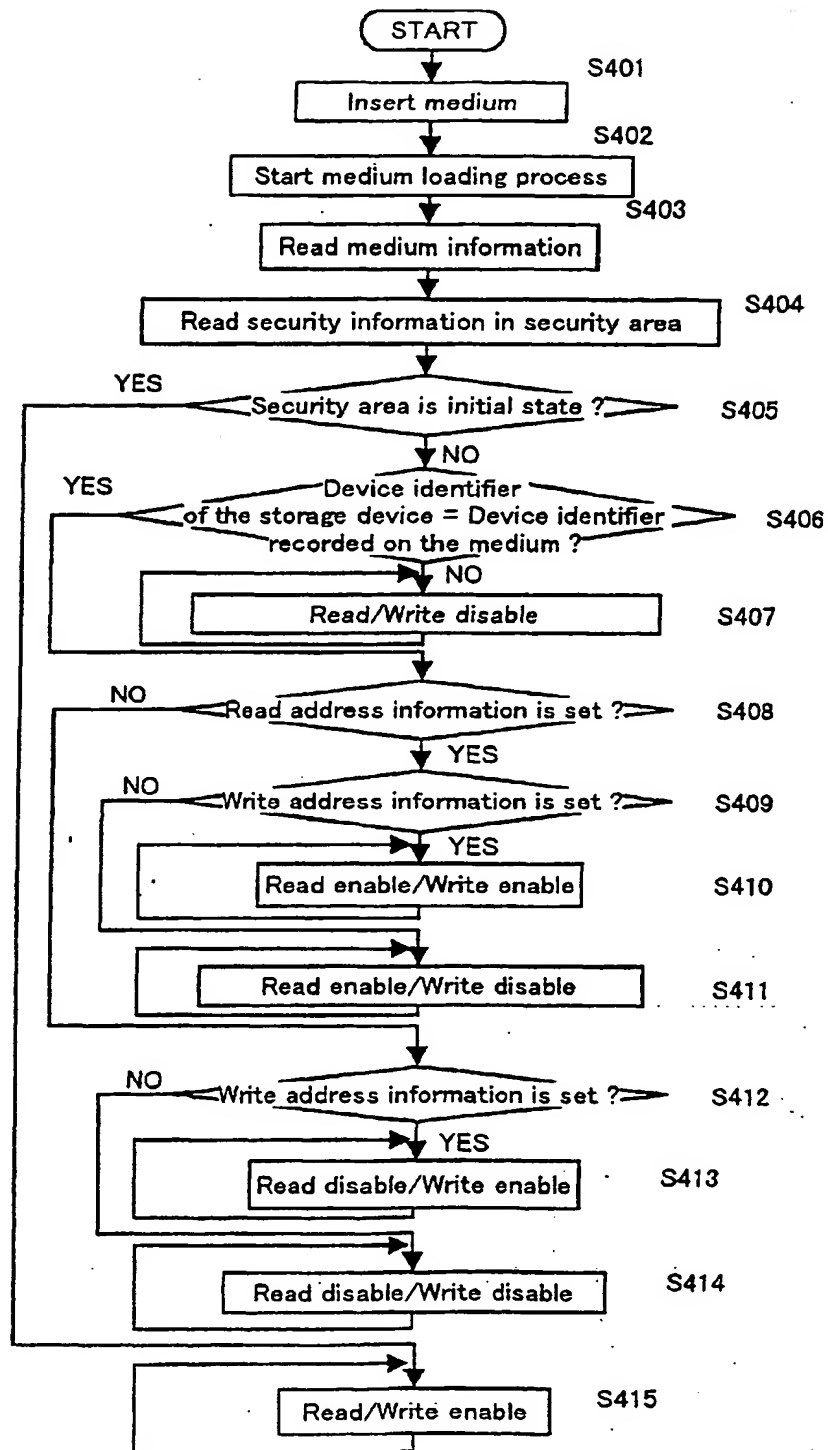 START
S401
Insert medium
S402
Start medium loading process
S403
Read medium information
S404
Read security information in security area
YES
Security area is initial state ?
S405
NO
YES
Device identifier
of the storage device = Device identifier
recorded on the medium ?
S406
NO
Read/Write disable
S407
NO
Read address information is set ?
S408
YES
NO
Write address information is set ?
S409
YES
Read enable/Write enable
S410
Read enable/Write disable
S411
NO
Write address information is set ?
S412
YES
Read disable/Write enable
S413
Read disable/Write disable
S414
Read/Write enable
S415